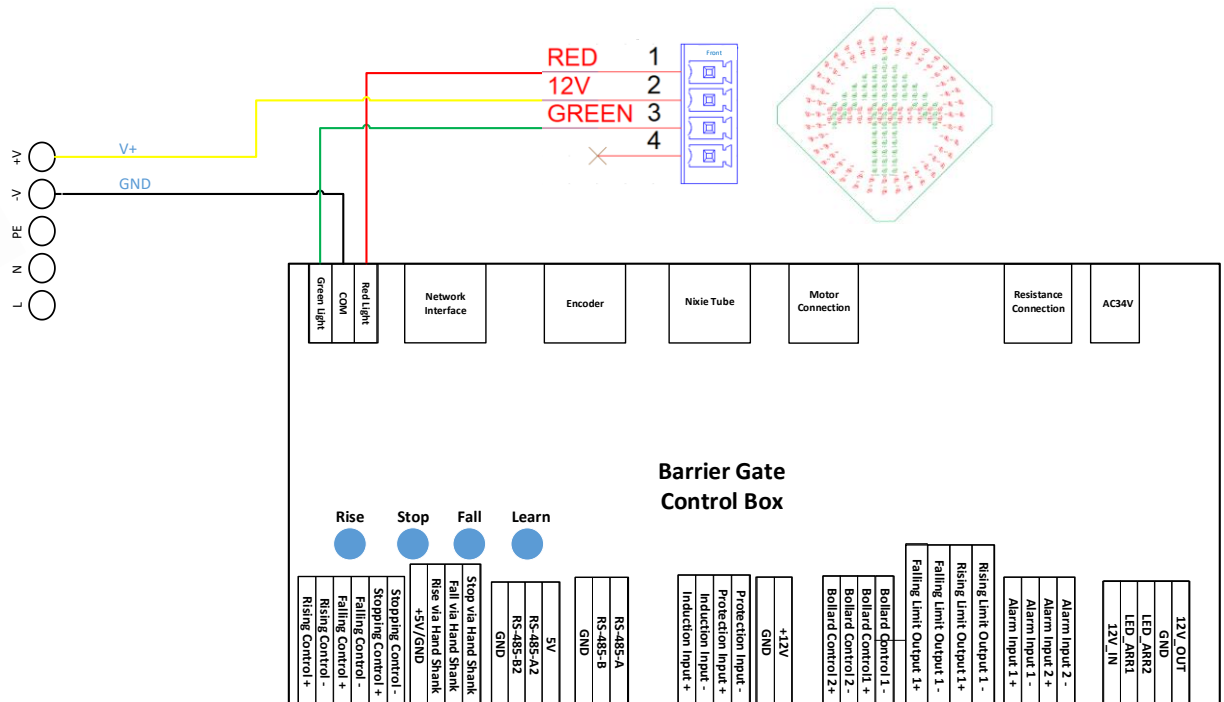 RED 1
Front
12V 2
GREEN 3
4
+V
V+
-V
GND
PE
N
L
Green Light
COM
Red Light
Network
Interface
Encoder
Nixie Tube
Motor
Connection
Resistance
Connection
AC34V
Barrier Gate
Control Box
Rise
Stop
Fall
Learn
Rising Control +
Rising Control -
Falling Control +
Falling Control -
Stopping Control +
Stopping Control -
+5V/GND
Rise via Hand Shank
Fall via Hand Shank
Stop via Hand Shank
GND
RS-485-B2
RS-485-A2
5V
GND
RS-485-B
RS-485-A
Induction Input +
Induction Input -
Protection Input +
Protection Input -
GND
+12V
Bollard Control 2+
Bollard Control 2 -
Bollard Control1 +
Bollard Control 1 -
Falling Limit Output 1+
Falling Limit Output 1 -
Rising Limit Output 1+
Rising Limit Output 1 -
Alarm Input 1 +
Alarm Input 1 -
Alarm Input 2 +
Alarm Input 2 -
12V_IN
LED_ARR1
LED_ARR2
GND
12V_OUT